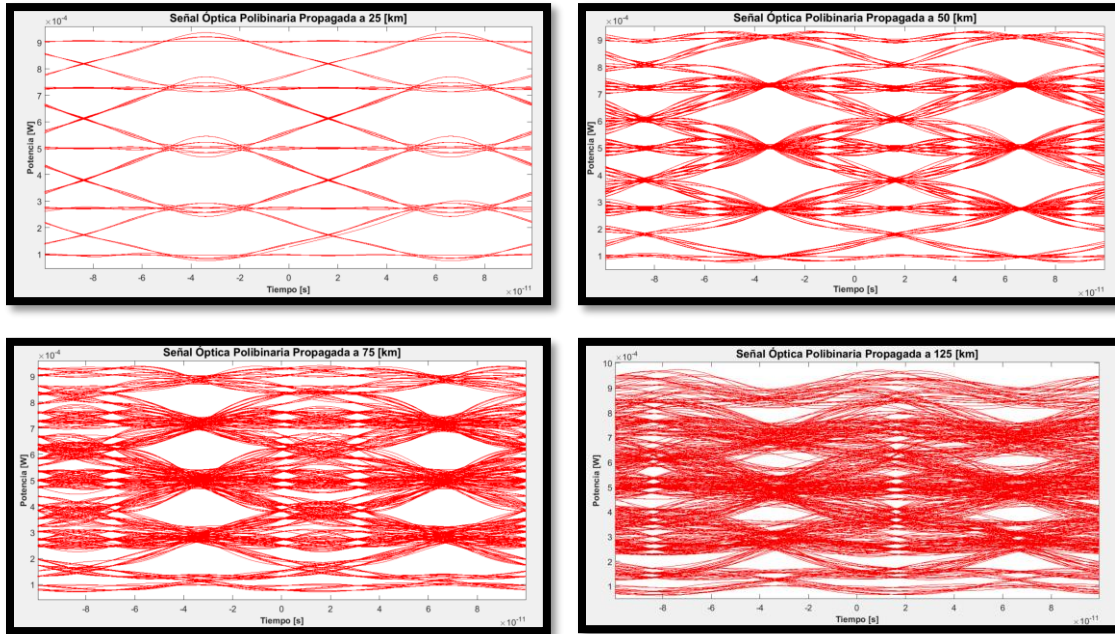 Señal Óptica Polibinaria Propagada a 25 [km]
×10⁻⁴
9
8
7
6
5
4
3
2
1
Potencia [W]
-8 -6 -4 -2 0 2 4 6 8
Tiempo [s]
×10⁻¹¹
Señal Óptica Polibinaria Propagada a 50 [km]
×10⁻⁴
9
8
7
6
5
4
3
2
1
Potencia [W]
-8 -6 -4 -2 0 2 4 6 8
Tiempo [s]
×10⁻¹¹
Señal Óptica Polibinaria Propagada a 75 [km]
×10⁻⁴
9
8
7
6
5
4
3
2
1
Potencia [W]
-8 -6 -4 -2 0 2 4 6 8
Tiempo [s]
×10⁻¹¹
Señal Óptica Polibinaria Propagada a 125 [km]
×10⁻⁴
10
9
8
7
6
5
4
3
2
1
Potencia [W]
-8 -6 -4 -2 0 2 4 6 8
Tiempo [s]
×10⁻¹¹